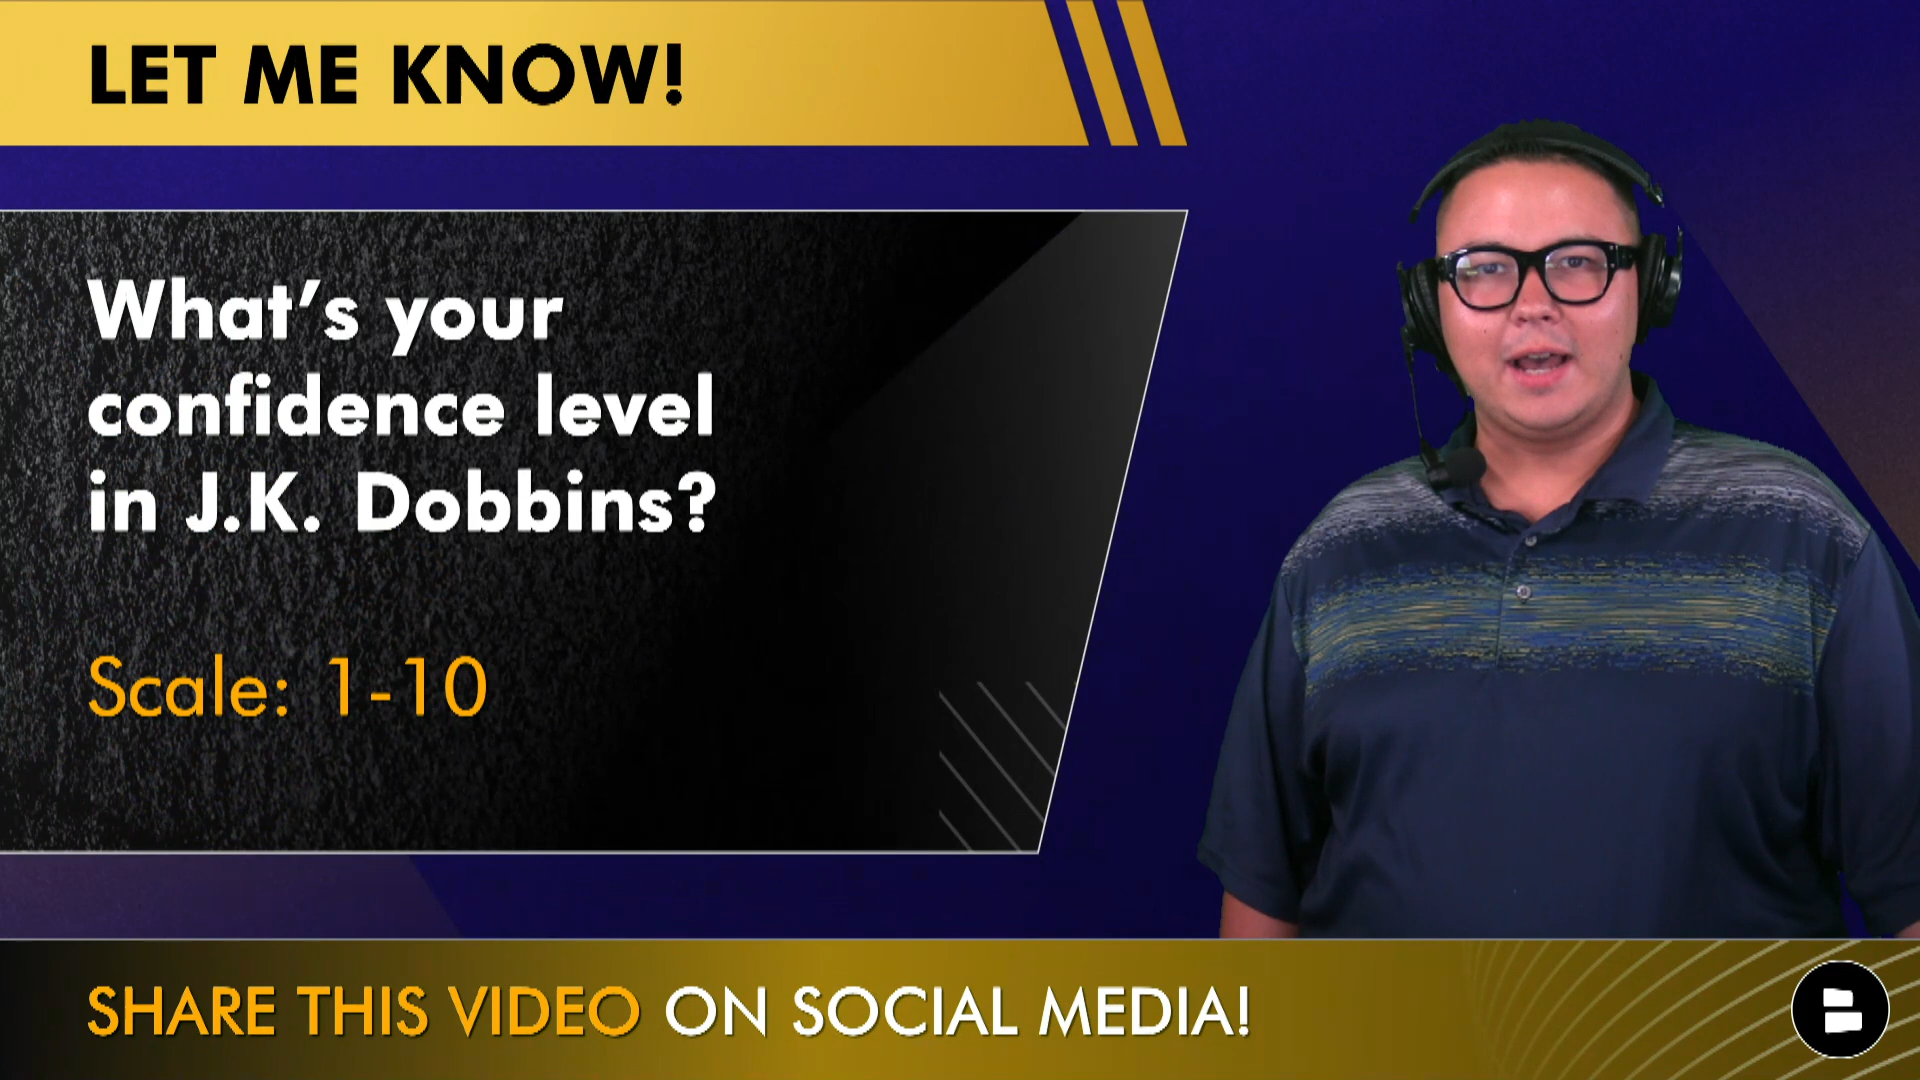 LET ME KNOW!
What’s your
confidence level
in J.K. Dobbins?
Scale: 1-10
SHARE THIS VIDEO ON SOCIAL MEDIA!